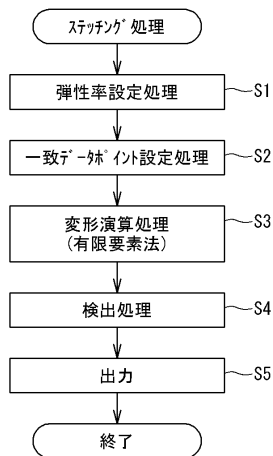 ｽﾃｯﾁﾝｸﾞ処理
弾性率設定処理
S1
一致ﾃﾞｰﾀﾎﾟｲﾝﾄ設定処理
S2
変形演算処理
(有限要素法)
S3
検出処理
S4
出力
S5
終了